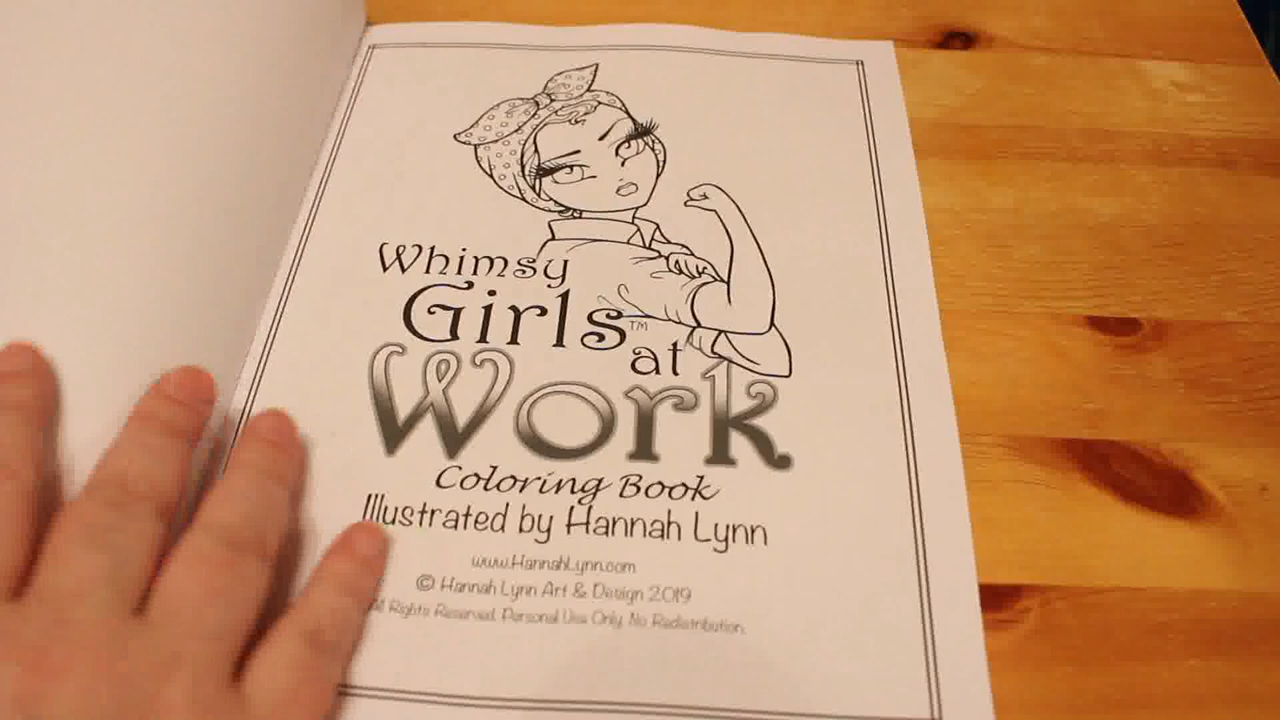 Whimsy
Girls™
at
Work
Coloring Book
Illustrated by Hannah Lynn
www.HannahLynn.com
© Hannah Lynn Art & Design 2019
All Rights Reserved. Personal Use Only. No Redistribution.